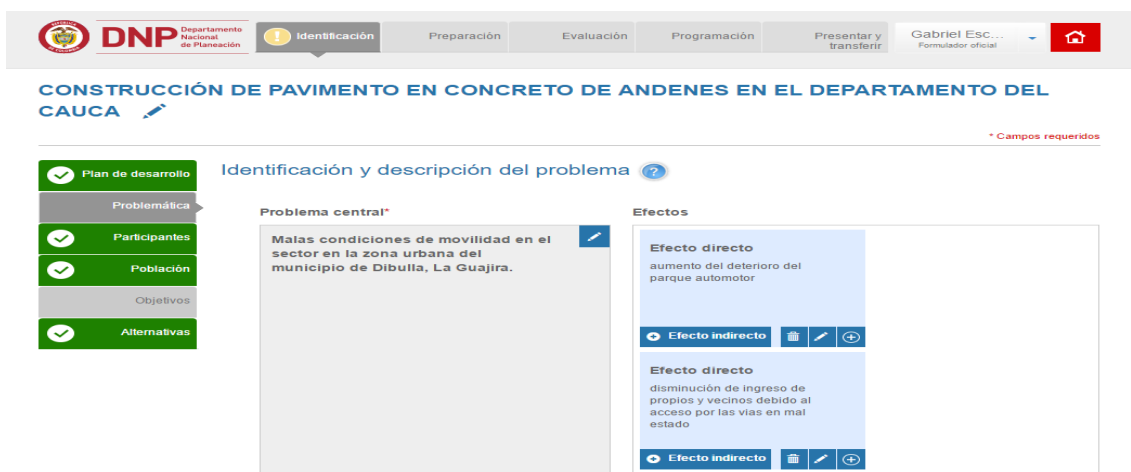 DNP Departamento
Nacional
de Planeación
Identificación
Preparación
Evaluación
Programación
Presentar y
transferir
Gabriel Esc...
Formulador oficial
CONSTRUCCIÓN DE PAVIMENTO EN CONCRETO DE ANDENES EN EL DEPARTAMENTO DEL
CAUCA
* Campos requeridos
Plan de desarrollo
Problemática
Participantes
Población
Objetivos
Alternativas
Identificación y descripción del problema
Problema central*
Malas condiciones de movilidad en el
sector en la zona urbana del
municipio de Dibulla, La Guajira.
Efectos
Efecto directo
aumento del deterioro del
parque automotor
Efecto indirecto
Efecto directo
disminución de ingreso de
propios y vecinos debido al
acceso por las vias en mal
estado
Efecto indirecto